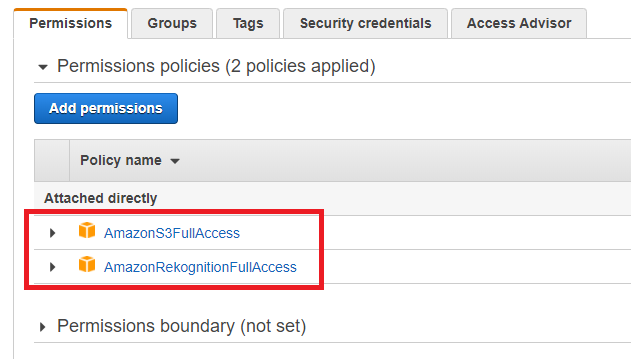 Permissions Groups Tags Security credentials Access Advisor
Permissions policies (2 policies applied)
Add permissions
Policy name
Attached directly
AmazonS3FullAccess
AmazonRekognitionFullAccess
Permissions boundary (not set)